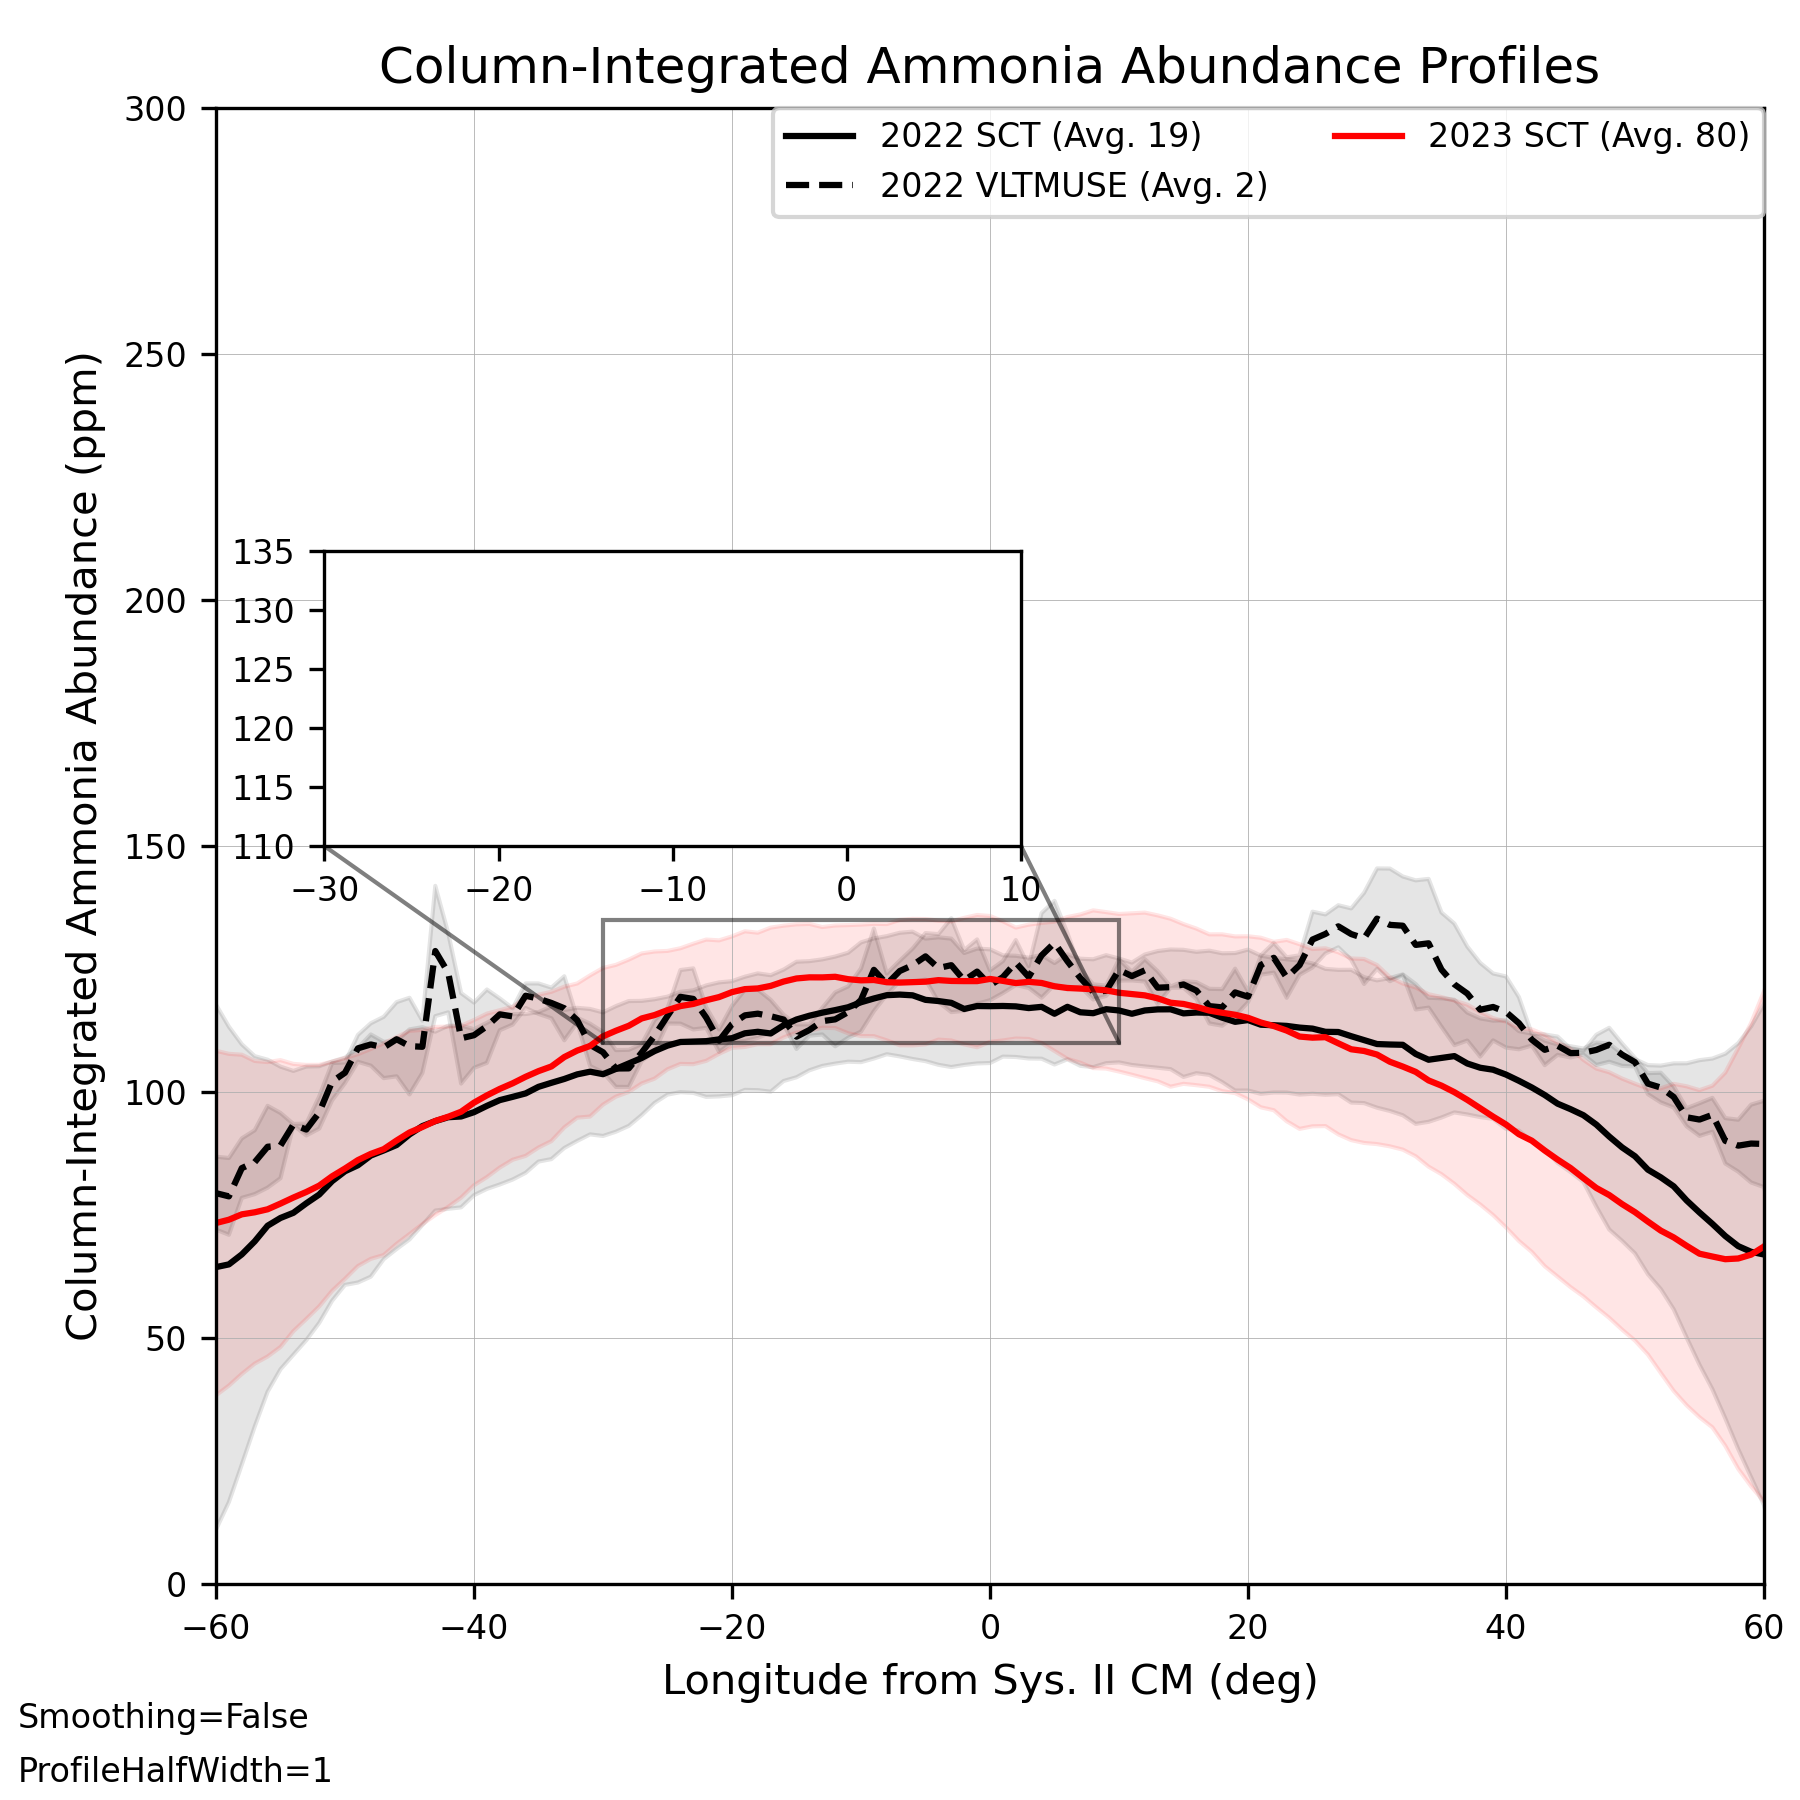 Column-Integrated Ammonia Abundance Profiles
2022 SCT (Avg. 19)
2022 VLTMUSE (Avg. 2)
2023 SCT (Avg. 80)
Column-Integrated Ammonia Abundance (ppm)
300
250
200
150
100
50
0
135
130
125
120
115
110
−30 −20 −10 0 10
−60 −40 −20 0 20 40 60
Longitude from Sys. II CM (deg)
Smoothing=False
ProfileHalfWidth=1